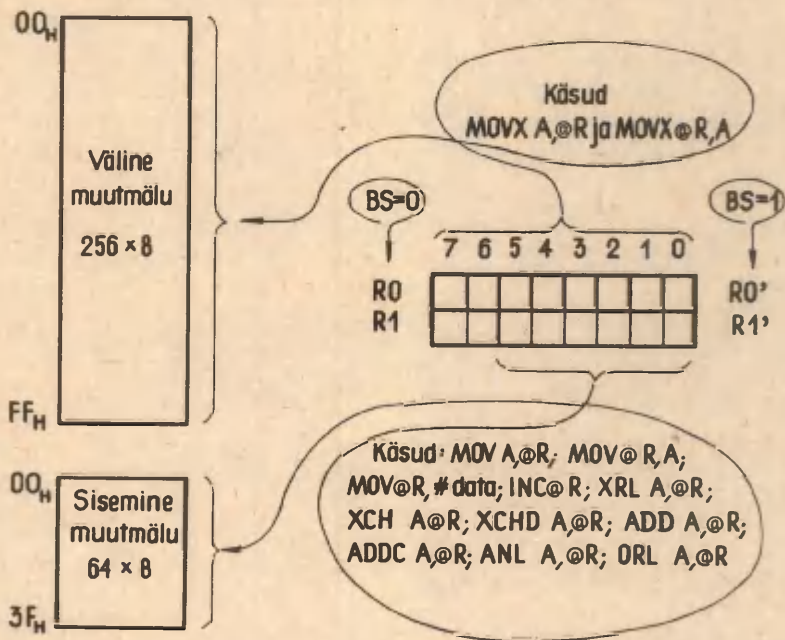 00H
Väline
muutmälu
256 × 8
FFH
Käsud
MOVX A,@R ja MOVX@R,A
BS=0
BS=1
7 6 5 4 3 2 1 0
R0
R0’
R1
R1’
00H
Sisemine
muutmälu
64 × 8
3FH
Käsud: MOV A,@R; MOV@R,A;
MOV@R,#data; INC@R; XRL A,@R;
XCH A@R; XCHD A,@R; ADD A,@R;
ADDC A,@R; ANL A,@R; ORL A,@R